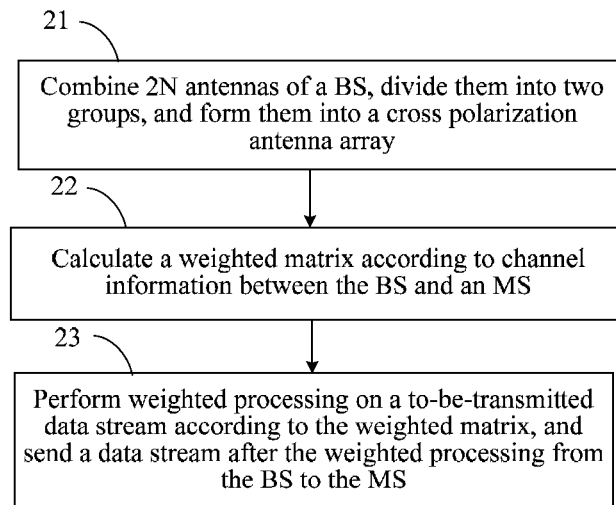 21
Combine 2N antennas of a BS, divide them into two
groups, and form them into a cross polarization
antenna array
22
Calculate a weighted matrix according to channel
information between the BS and an MS
23
Perform weighted processing on a to-be-transmitted
data stream according to the weighted matrix, and
send a data stream after the weighted processing from
the BS to the MS